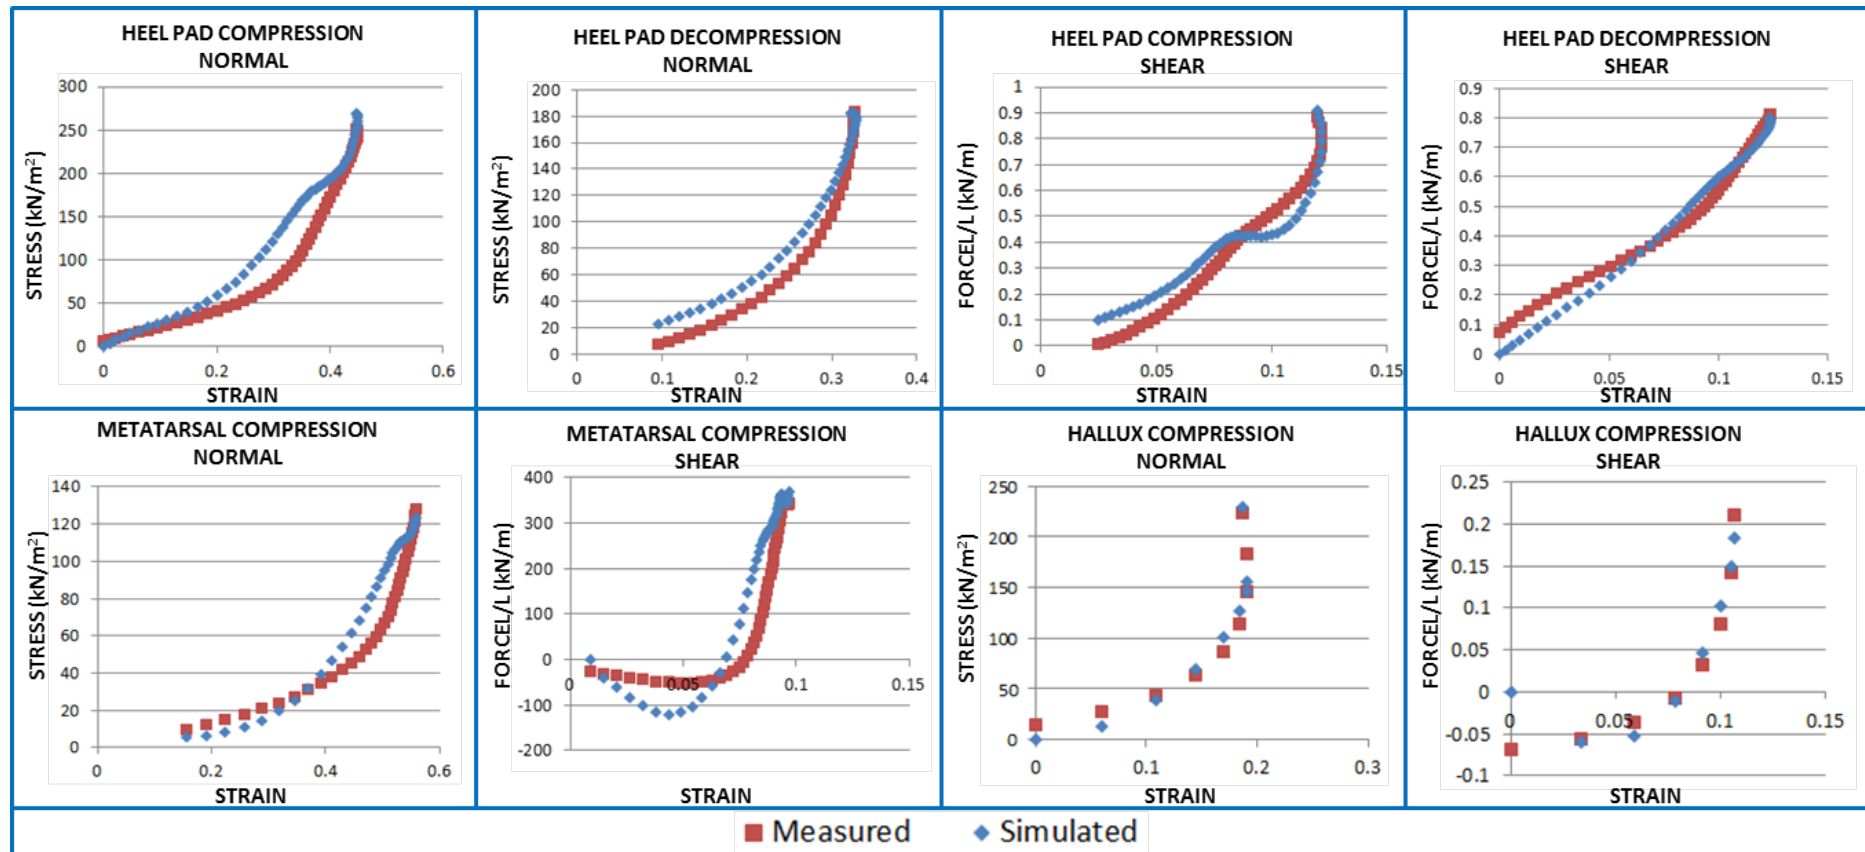 HEEL PAD COMPRESSION
NORMAL
300
250
200
150
100
50
0
0 0.2 0.4 0.6
STRESS (kN/m²)
STRAIN
HEEL PAD DECOMPRESSION
NORMAL
200
180
160
140
120
100
80
60
40
20
0
0 0.1 0.2 0.3 0.4
STRESS (kN/m²)
STRAIN
HEEL PAD COMPRESSION
SHEAR
1
0.9
0.8
0.7
0.6
0.5
0.4
0.3
0.2
0.1
0
0 0.05 0.1 0.15
FORCEL/L (kN/m)
STRAIN
HEEL PAD DECOMPRESSION
SHEAR
0.9
0.8
0.7
0.6
0.5
0.4
0.3
0.2
0.1
0
0 0.05 0.1 0.15
FORCEL/L (kN/m)
STRAIN
METATARSAL COMPRESSION
NORMAL
140
120
100
80
60
40
20
0
0 0.2 0.4 0.6
STRESS (kN/m²)
STRAIN
METATARSAL COMPRESSION
SHEAR
400
300
200
100
0
-100
-200
0 0.05 0.1 0.15
FORCEL/L (kN/m)
STRAIN
HALLUX COMPRESSION
NORMAL
250
200
150
100
50
0
0 0.1 0.2 0.3
STRESS (kN/m²)
STRAIN
HALLUX COMPRESSION
SHEAR
0.25
0.2
0.15
0.1
0.05
0
-0.05
-0.1
0 0.05 0.1 0.15
FORCEL/L (kN/m)
STRAIN
Measured Simulated